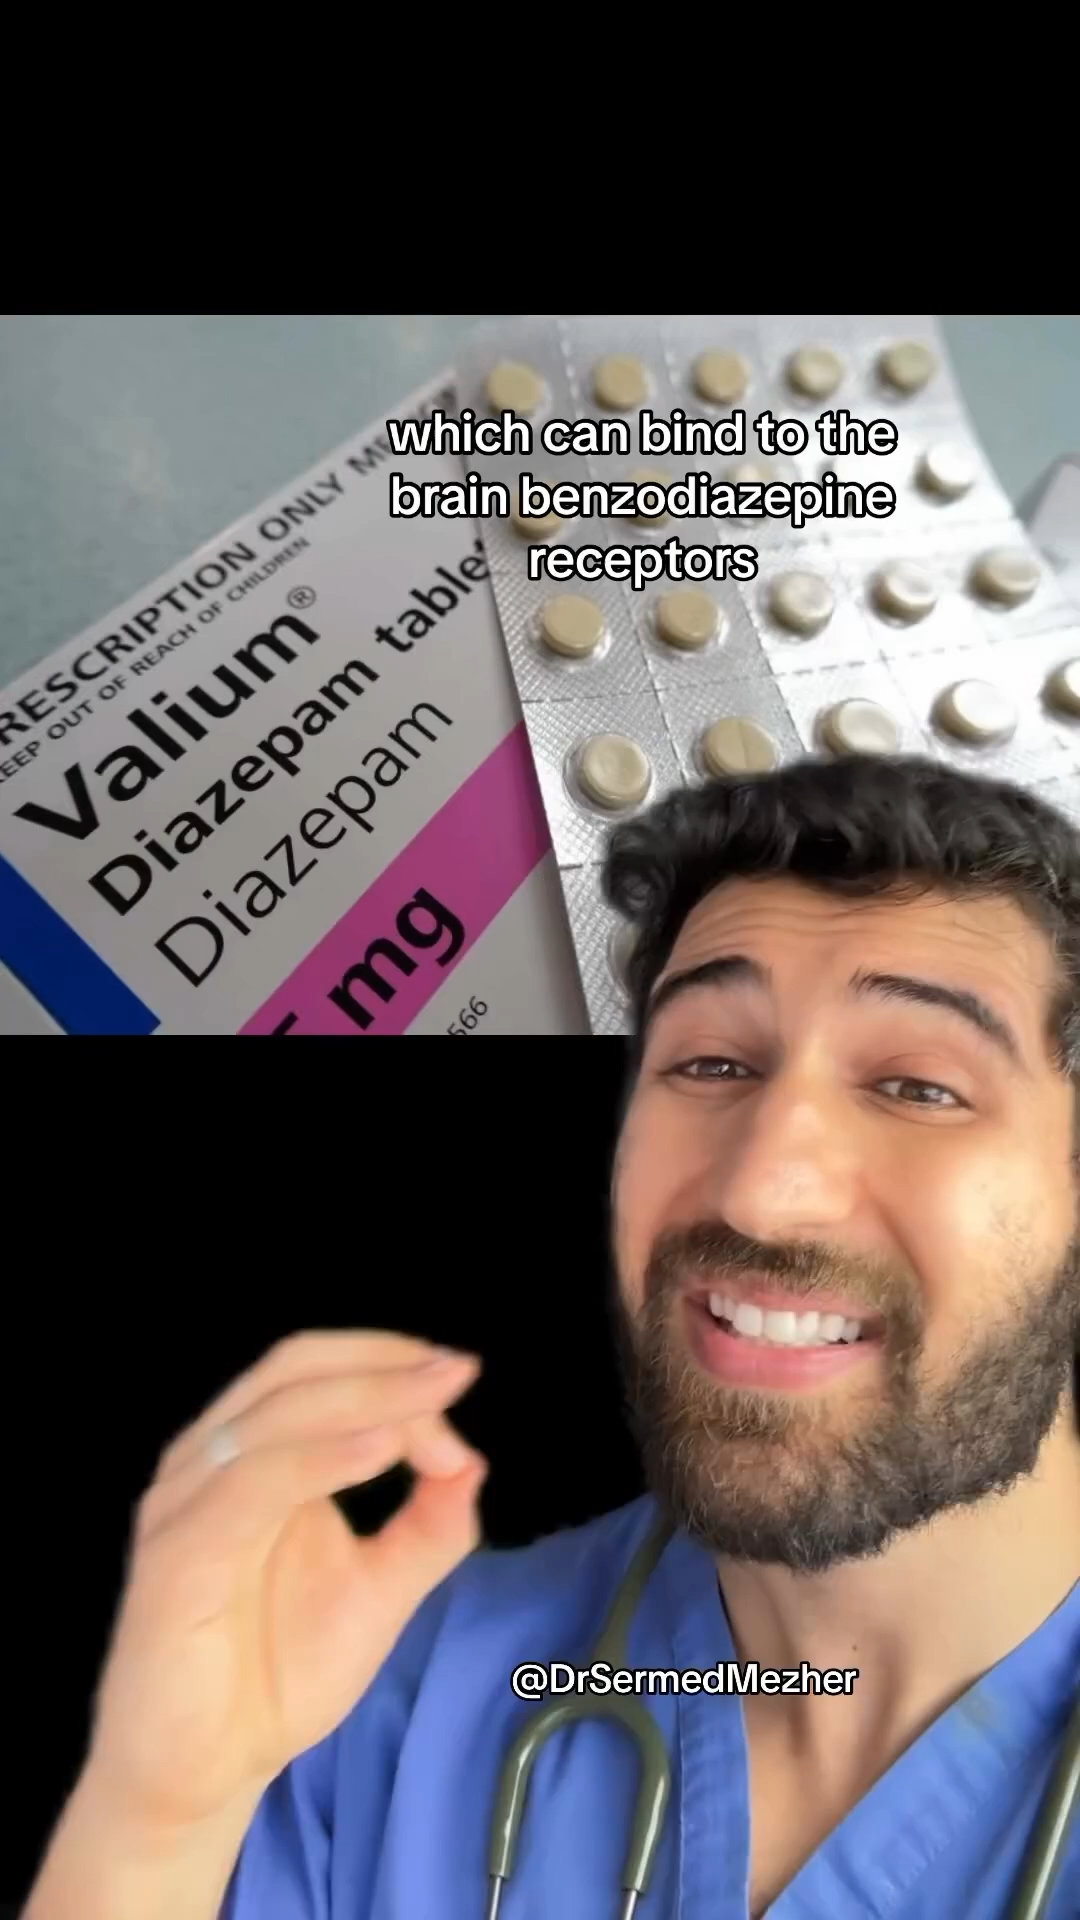 which can bind to the
brain benzodiazepine
receptors
RESCRIPTION ONLY ME
EEP OUT OF REACH OF CHILDREN
Valium®
Diazepam table
Diazepam
mg
566
@DrSermedMezher